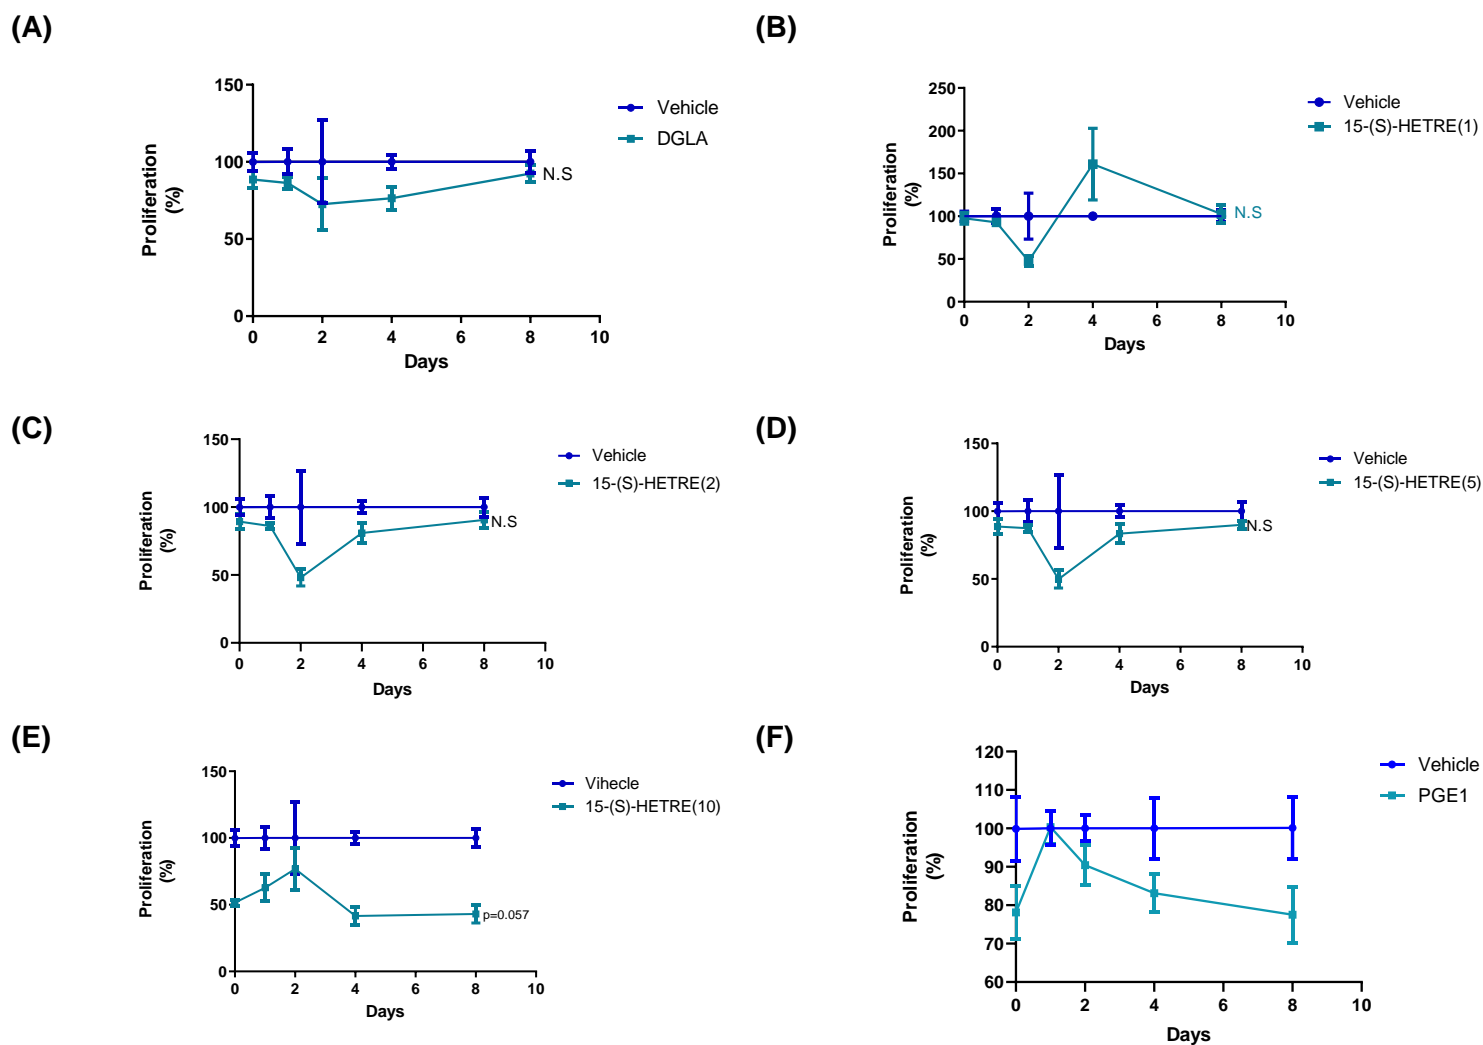 (A)
150
100
50
0
0 2 4 6 8 10
Proliferation
(%)
Days
Vehicle
DGLA
N.S
(B)
250
200
150
100
50
0
0 2 4 6 8 10
Proliferation
(%)
Days
Vehicle
15-(S)-HETRE(1)
N.S
(C)
150
100
50
0
0 2 4 6 8 10
Proliferation
(%)
Days
Vehicle
15-(S)-HETRE(2)
N.S
(D)
150
100
50
0
0 2 4 6 8 10
Proliferation
(%)
Days
Vehicle
15-(S)-HETRE(5)
N.S
(E)
150
100
50
0
0 2 4 6 8 10
Proliferation
(%)
Days
Vihecle
15-(S)-HETRE(10)
p=0.057
(F)
120
110
100
90
80
70
60
0 2 4 6 8 10
Proliferation
(%)
Days
Vehicle
PGE1